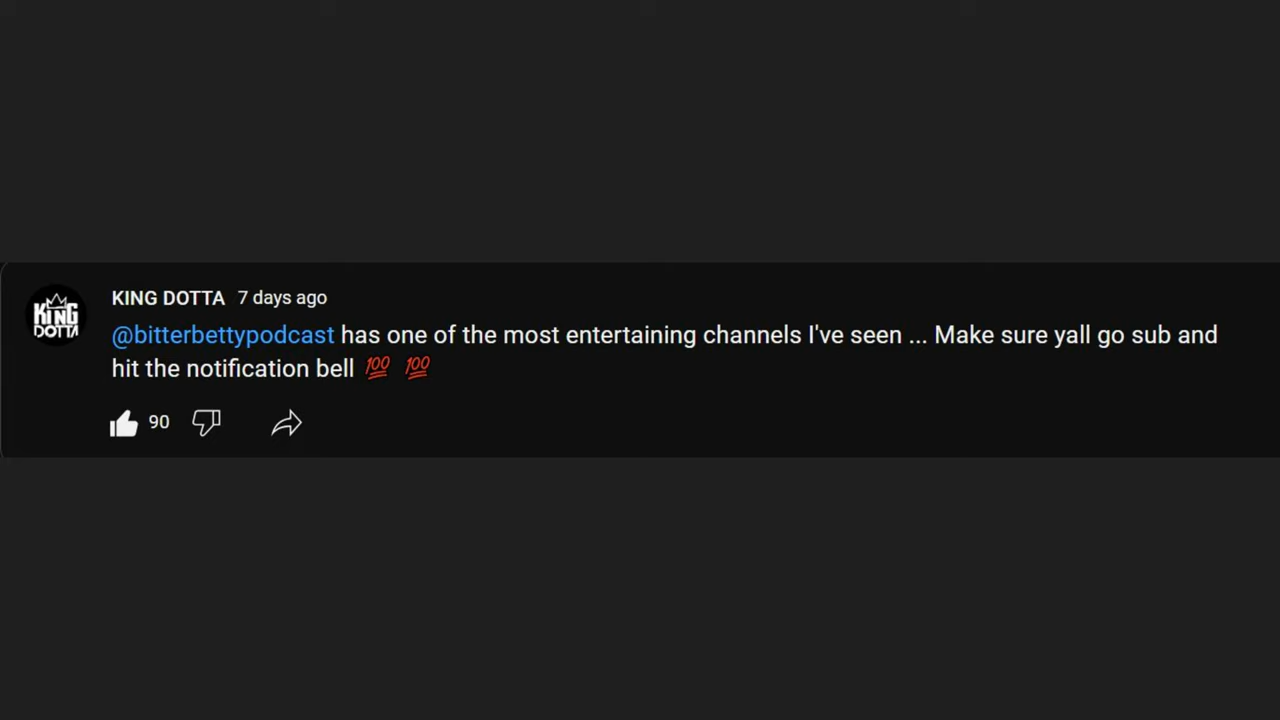 KING DOTTA
KING DOTTA 7 days ago
@bitterbettypodcast has one of the most entertaining channels I've seen ... Make sure yall go sub and
hit the notification bell 💯 💯
90